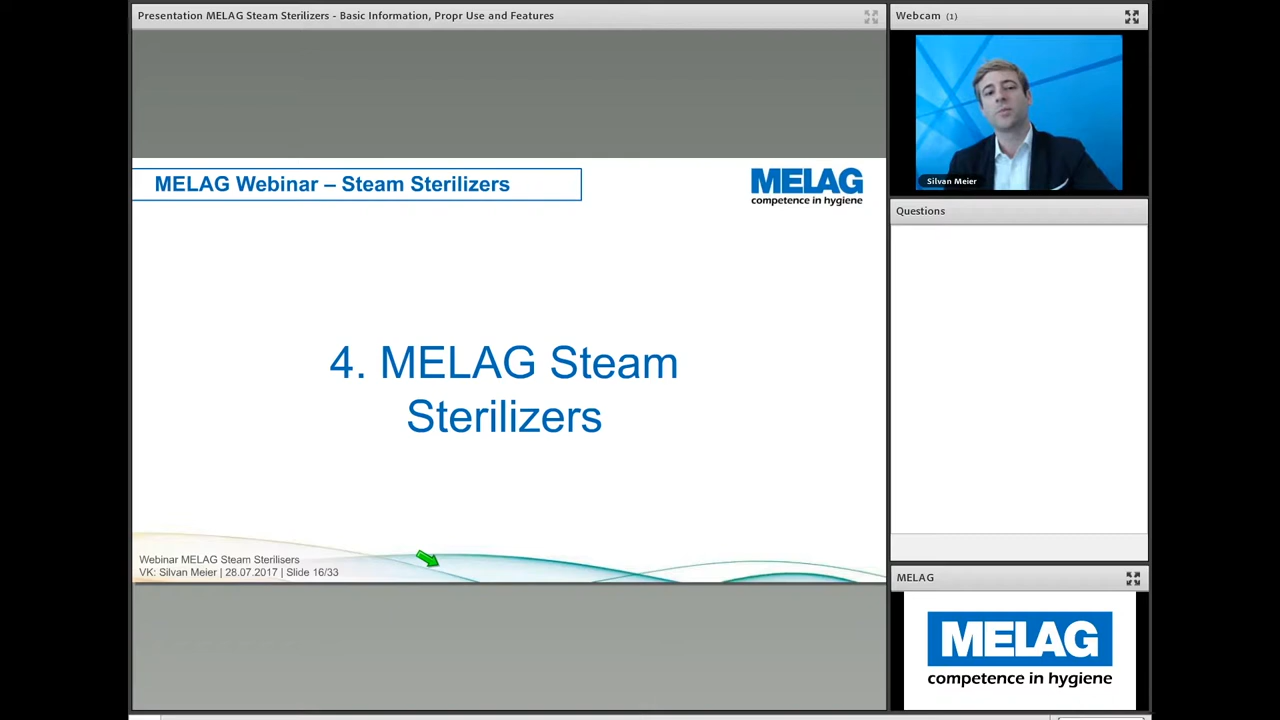 Presentation MELAG Steam Sterilizers - Basic Information, Propr Use and Features
Webcam (1)
Silvan Meier
MELAG Webinar – Steam Sterilizers
MELAG
competence in hygiene
Questions
4. MELAG Steam
Sterilizers
Webinar MELAG Steam Sterilisers
VK: Silvan Meier | 28.07.2017 | Slide 16/33
MELAG
MELAG
competence in hygiene